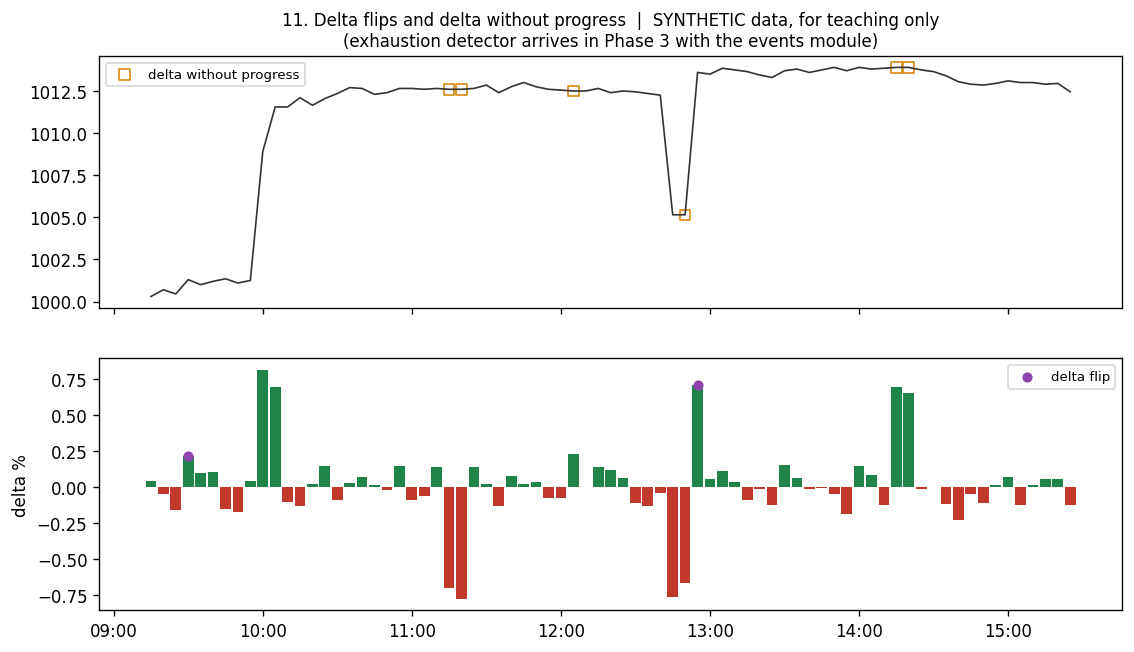 11. Delta flips and delta without progress | SYNTHETIC data, for teaching only
(exhaustion detector arrives in Phase 3 with the events module)
delta without progress
1012.5
1010.0
1007.5
1005.0
1002.5
1000.0
delta flip
0.75
0.50
0.25
0.00
−0.25
−0.50
−0.75
delta %
09:00 10:00 11:00 12:00 13:00 14:00 15:00